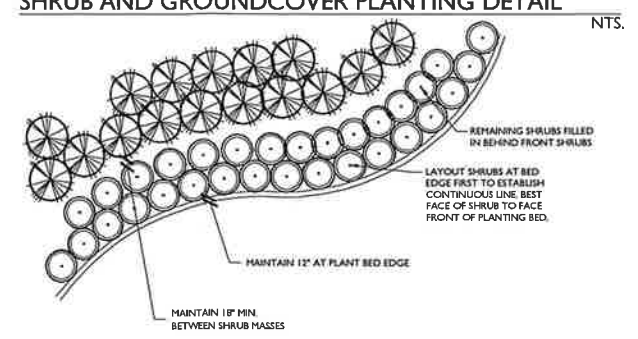 SHRUB AND GROUNDCOVER PLANTING DETAIL
NTS.
REMAINING SHRUBS FILLED
IN BEHIND FRONT SHRUBS
LAYOUT SHRUBS AT BED
EDGE FIRST TO ESTABLISH
CONTINUOUS LINE, BEST
FACE OF SHRUB TO FACE
FRONT OF PLANTING BED.
MAINTAIN 12" AT PLANT BED EDGE
MAINTAIN 18" MIN.
BETWEEN SHRUB MASSES